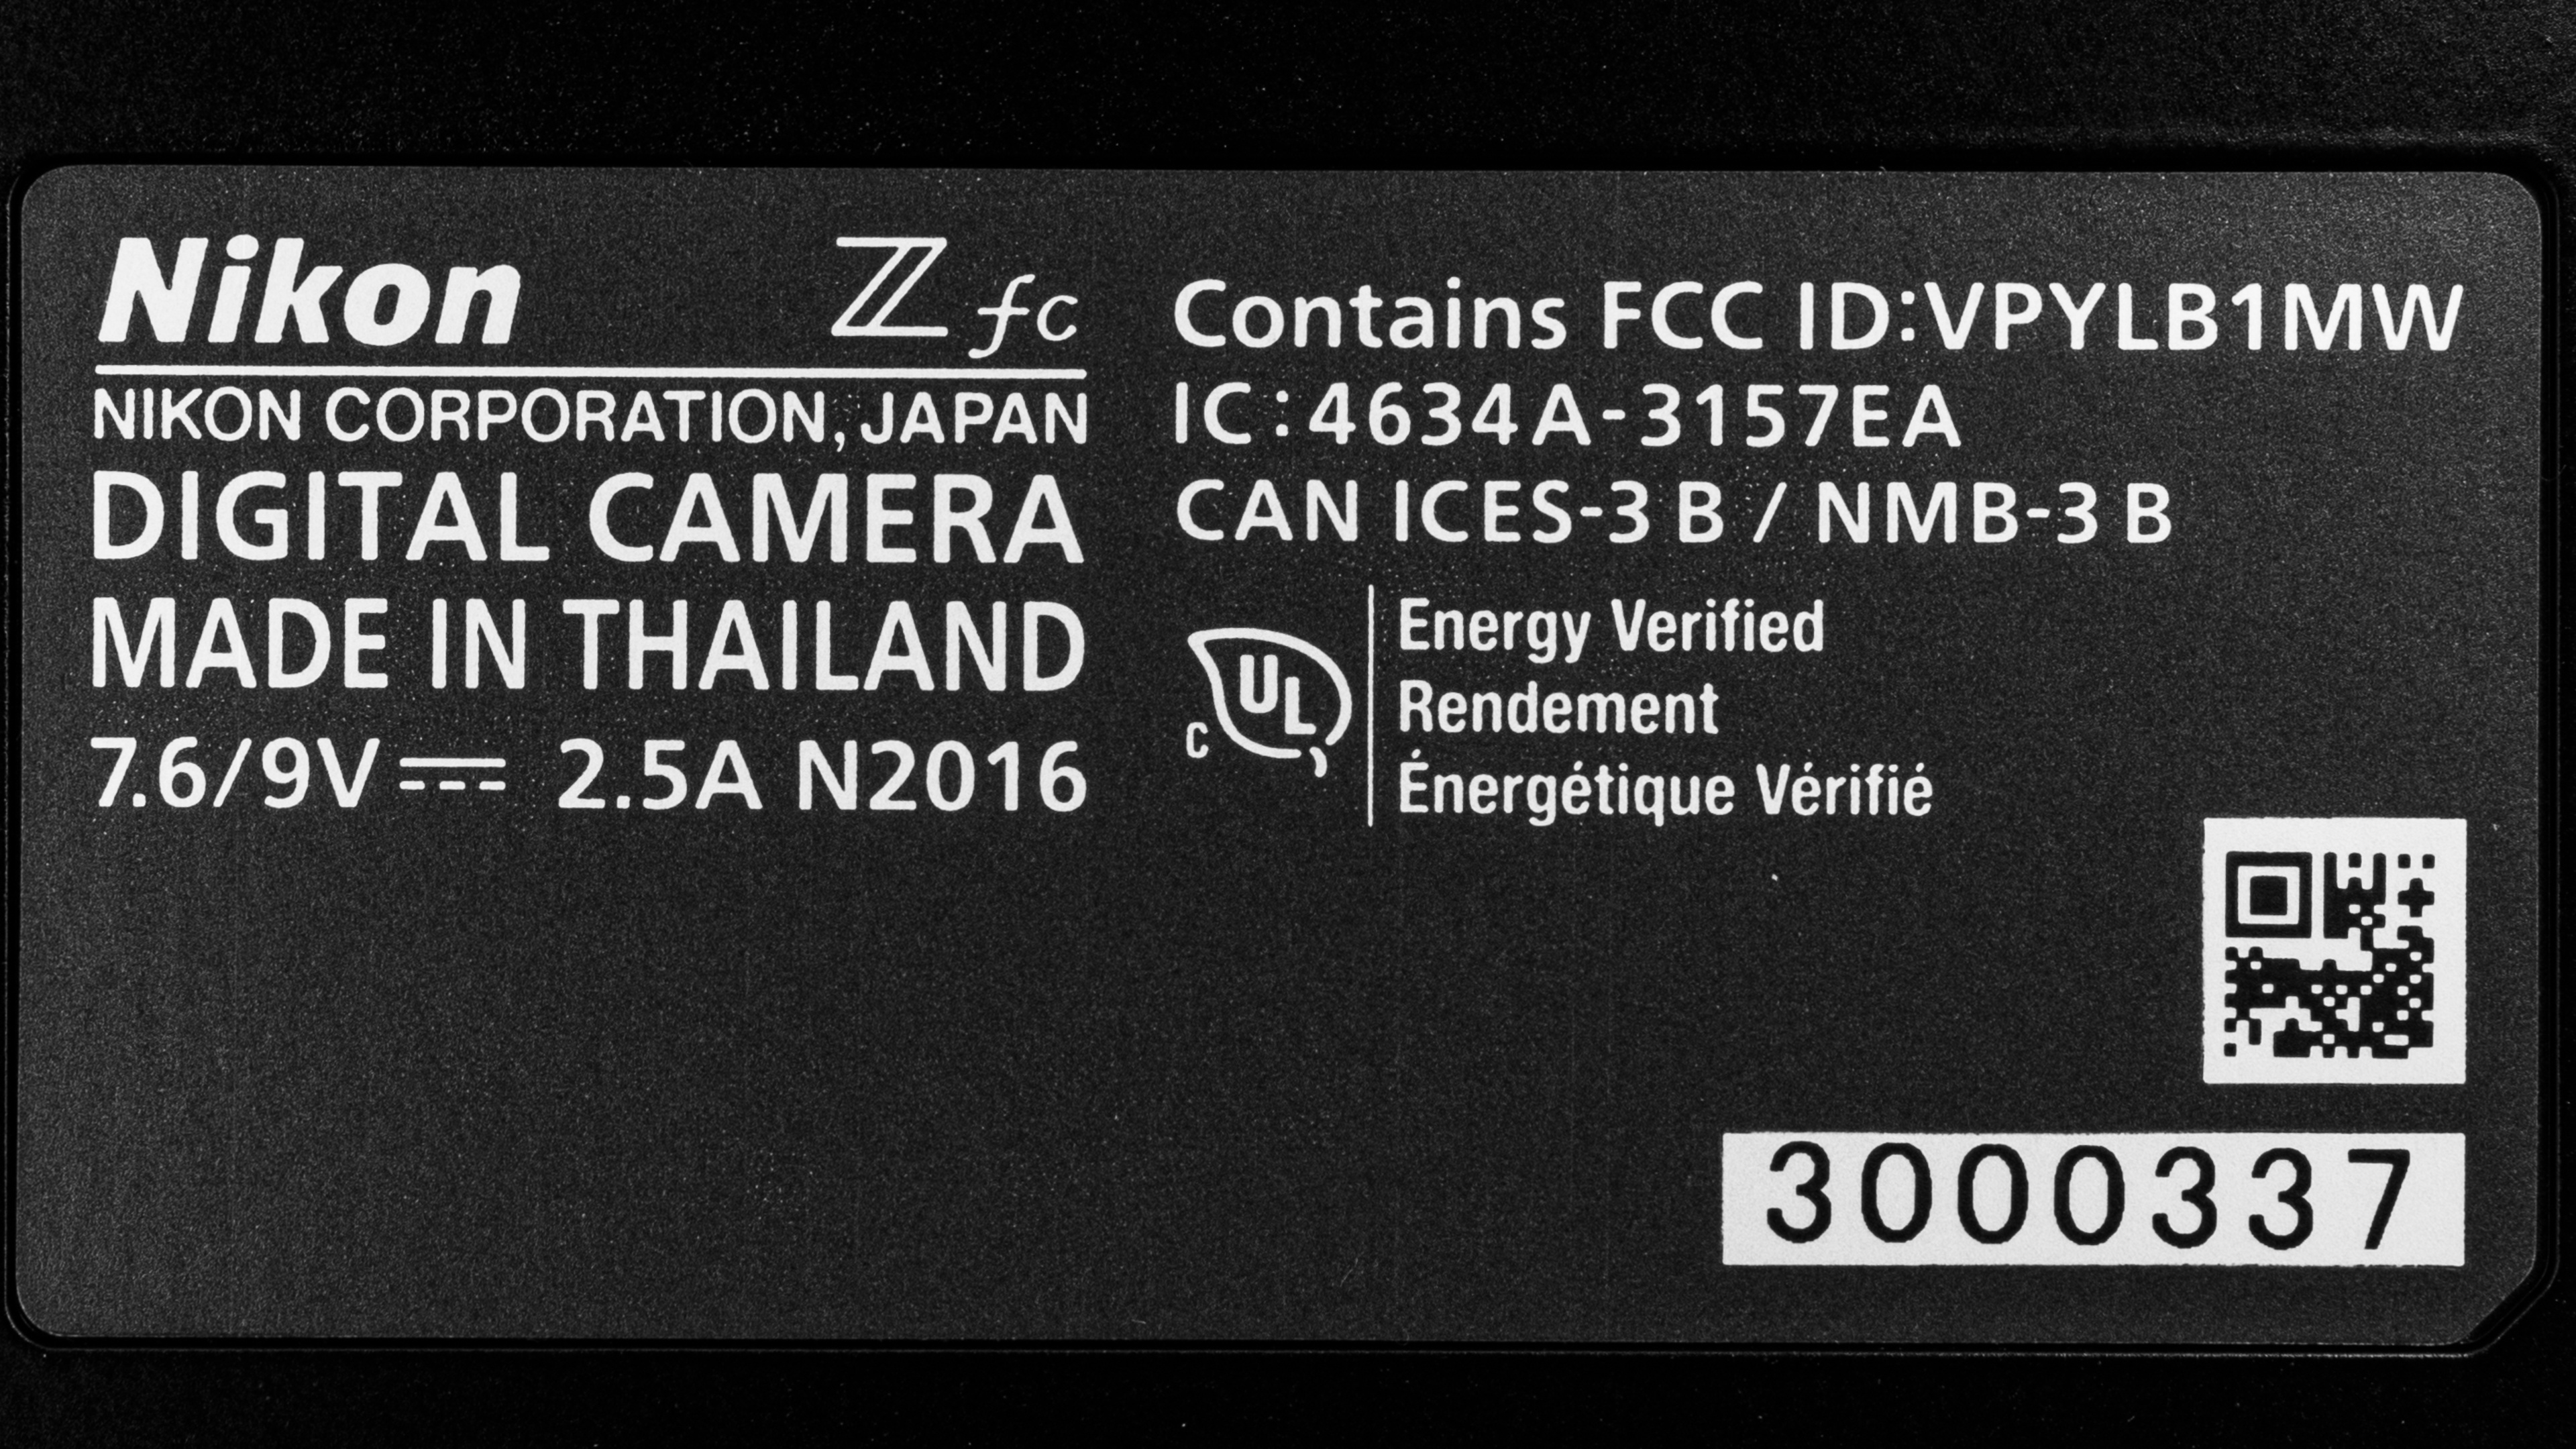 Nikon Z fc
NIKON CORPORATION, JAPAN
DIGITAL CAMERA
MADE IN THAILAND
7.6/9V ⎓ 2.5A N2016
Contains FCC ID:VPYLB1MW
IC:4634A-3157EA
CAN ICES-3 B / NMB-3 B
C UL
Energy Verified
Rendement
Énergétique Vérifié
3000337